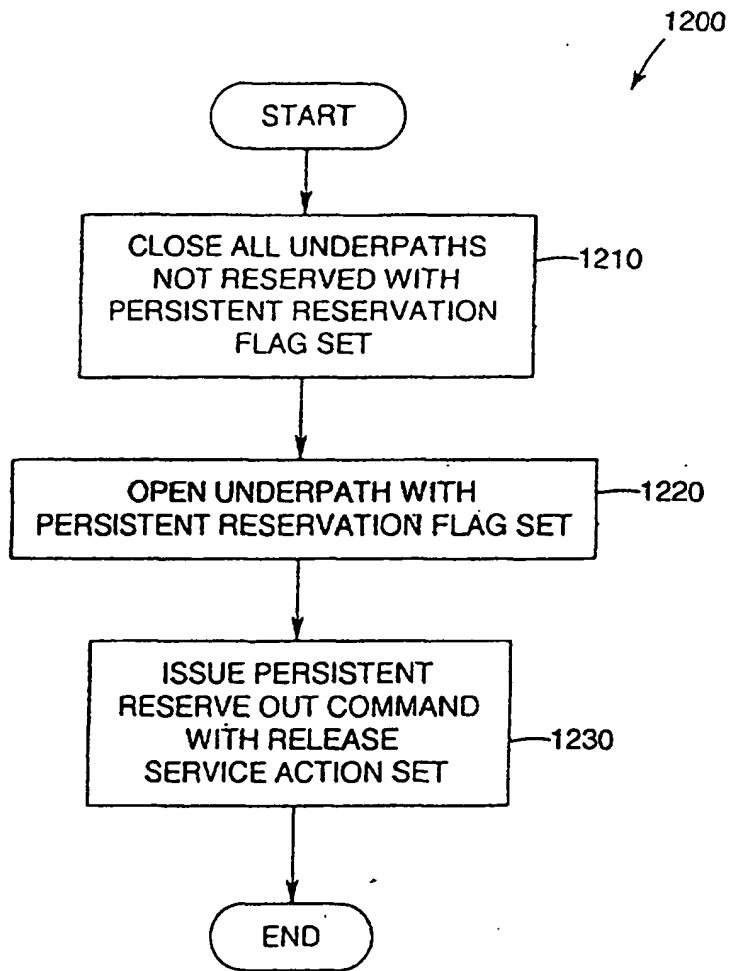 1200
START
CLOSE ALL UNDERPATHS
NOT RESERVED WITH
PERSISTENT RESERVATION
FLAG SET
1210
OPEN UNDERPATH WITH
PERSISTENT RESERVATION FLAG SET
1220
ISSUE PERSISTENT
RESERVE OUT COMMAND
WITH RELEASE
SERVICE ACTION SET
1230
END